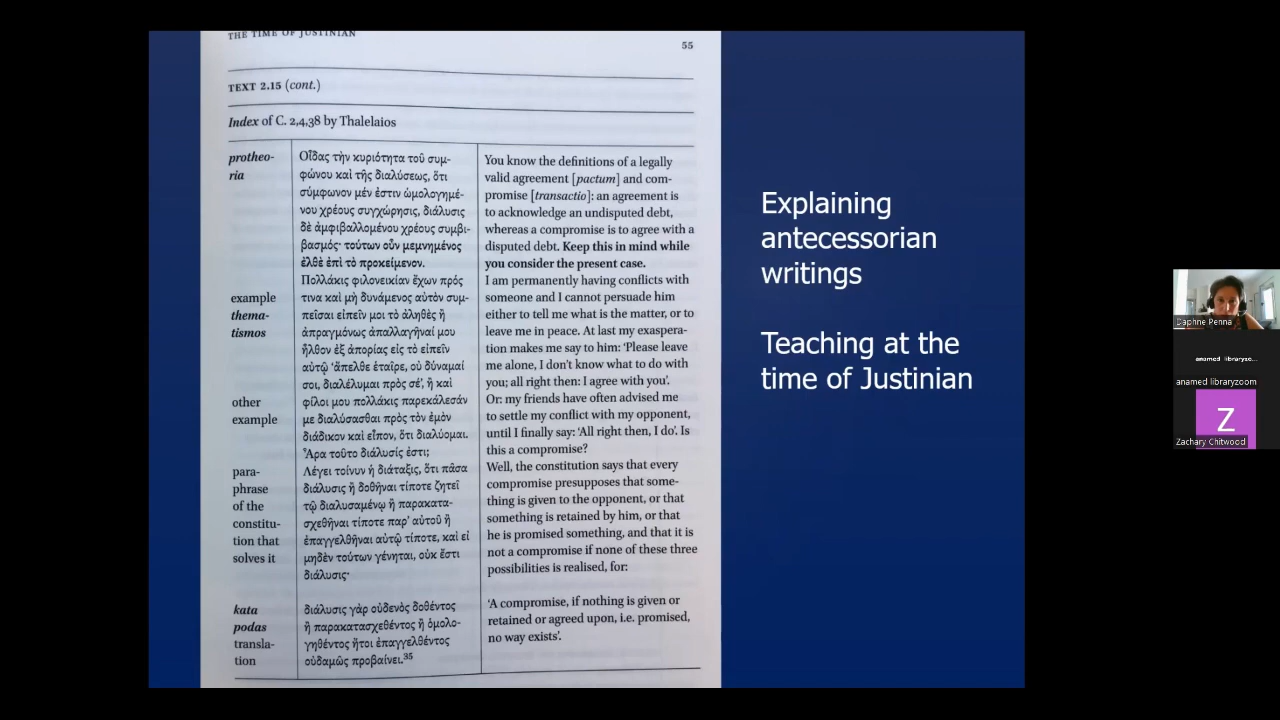 THE TIME OF JUSTINIAN
55
TEXT 2.15 (cont.)
Index of C. 2,4,38 by Thalelaios
protheo-
ria
example
thema-
tismos
other
example
para-
phrase
of the
constitu-
tion that
solves it
kata
podas
transla-
tion
Οἶδας τὴν κυριότητα τοῦ συμ-
φώνου καὶ τῆς διαλύσεως, ὅτι
σύμφωνον μέν ἐστιν ὡμολογημέ-
νου χρέους συγχώρησις, διάλυσις
δὲ ἀμφιβαλλομένου χρέους συμβι-
βασμός· τούτων οὖν μεμνημένος
ἐλθὲ ἐπὶ τὸ προκείμενον.
Πολλάκις φιλονεικίαν ἔχων πρός
τινα καὶ μὴ δυνάμενος αὐτὸν συμ-
πεῖσαι εἰπεῖν μοι τὸ ἀληθὲς ἢ
ἀπραγμόνως ἀπαλλαγῆναί μου
ἦλθον ἐξ ἀπορίας εἰς τὸ εἰπεῖν
αὐτῷ ‘ἄπελθε ἑταῖρε, οὐ δύναμαί
σοι, διαλέλυμαι πρὸς σέ’, ἢ καὶ
φίλοι μου πολλάκις παρεκάλεσάν
με διαλύσασθαι πρὸς τὸν ἐμὸν
διάδικον καὶ εἶπον, ὅτι διαλύομαι.
Ἆρα τοῦτο διάλυσίς ἐστι;
Λέγει τοίνυν ἡ διάταξις, ὅτι πᾶσα
διάλυσις ἢ δοθῆναι τίποτε ζητεῖ
τῷ διαλυσαμένῳ ἢ παρακατα-
σχεθῆναι τίποτε παρ’ αὐτοῦ ἢ
ἐπαγγελθῆναι αὐτῷ τίποτε, καὶ εἰ
μηδὲν τούτων γένηται, οὐκ ἔστι
διάλυσις·
διάλυσις γὰρ οὐδενὸς δοθέντος
ἢ παρακατασχεθέντος ἢ ὁμολο-
γηθέντος ἤτοι ἐπαγγελθέντος
οὐδαμῶς προβαίνει.35
You know the definitions of a legally
valid agreement [pactum] and com-
promise [transactio]: an agreement is
to acknowledge an undisputed debt,
whereas a compromise is to agree with a
disputed debt. Keep this in mind while
you consider the present case.
I am permanently having conflicts with
someone and I cannot persuade him
either to tell me what is the matter, or to
leave me in peace. At last my exaspera-
tion makes me say to him: ‘Please leave
me alone, I don’t know what to do with
you; all right then: I agree with you’.
Or: my friends have often advised me
to settle my conflict with my opponent,
until I finally say: ‘All right then, I do’. Is
this a compromise?
Well, the constitution says that every
compromise presupposes that some-
thing is given to the opponent, or that
something is retained by him, or that
he is promised something, and that it is
not a compromise if none of these three
possibilities is realised, for:
‘A compromise, if nothing is given or
retained or agreed upon, i.e. promised,
no way exists’.
Explaining
antecessorian
writings
Teaching at the
time of Justinian
Daphne Penna
anamed libraryzo...
anamed libraryzoom
Z
Zachary Chitwood